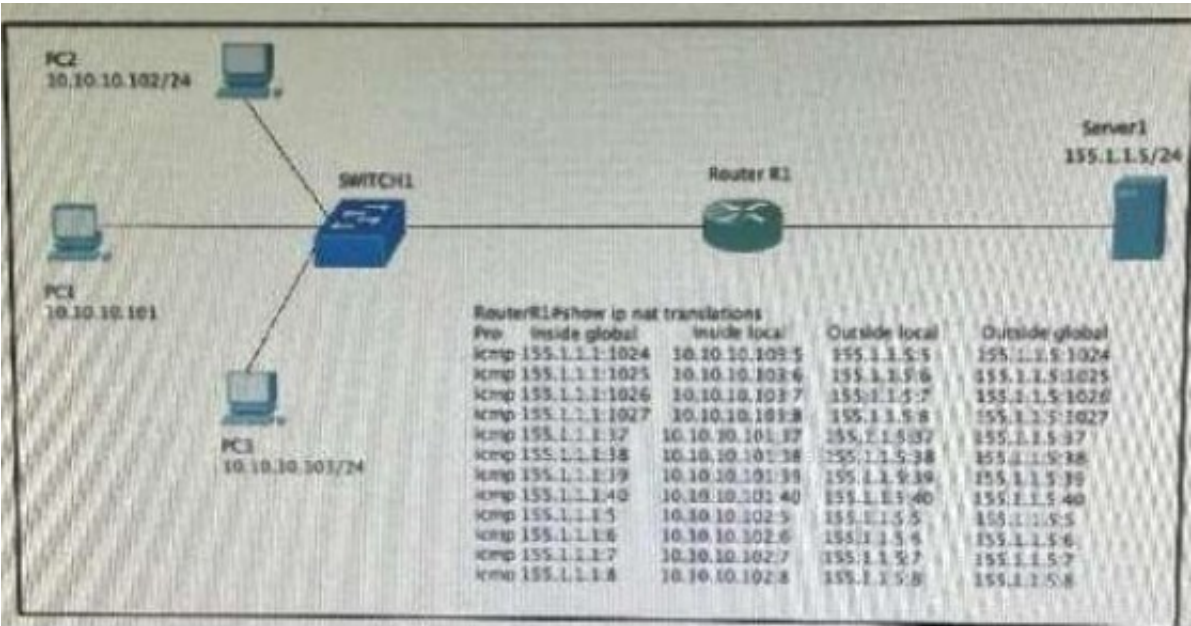 PC2
10.10.10.102/24
Server1
155.1.1.5/24
SWITCH1
Router R1
PC1
10.10.10.101
PC3
10.10.10.103/24
RouterR1#show ip nat translations
Pro Inside global Inside local Outside local Outside global
icmp 155.1.1.1:1024 10.10.10.103:5 155.1.1.5:5 155.1.1.5:1024
icmp 155.1.1.1:1025 10.10.10.103:6 155.1.1.5:6 155.1.1.5:1025
icmp 155.1.1.1:1026 10.10.10.103:7 155.1.1.5:7 155.1.1.5:1026
icmp 155.1.1.1:1027 10.10.10.103:8 155.1.1.5:8 155.1.1.5:1027
icmp 155.1.1.1:37 10.10.10.101:37 155.1.1.5:37 155.1.1.5:37
icmp 155.1.1.1:38 10.10.10.101:38 155.1.1.5:38 155.1.1.5:38
icmp 155.1.1.1:39 10.10.10.101:39 155.1.1.5:39 155.1.1.5:39
icmp 155.1.1.1:40 10.10.10.101:40 155.1.1.5:40 155.1.1.5:40
icmp 155.1.1.1:5 10.10.10.102:5 155.1.1.5:5 155.1.1.5:5
icmp 155.1.1.1:6 10.10.10.102:6 155.1.1.5:6 155.1.1.5:6
icmp 155.1.1.1:7 10.10.10.102:7 155.1.1.5:7 155.1.1.5:7
icmp 155.1.1.1:8 10.10.10.102:8 155.1.1.5:8 155.1.1.5:8